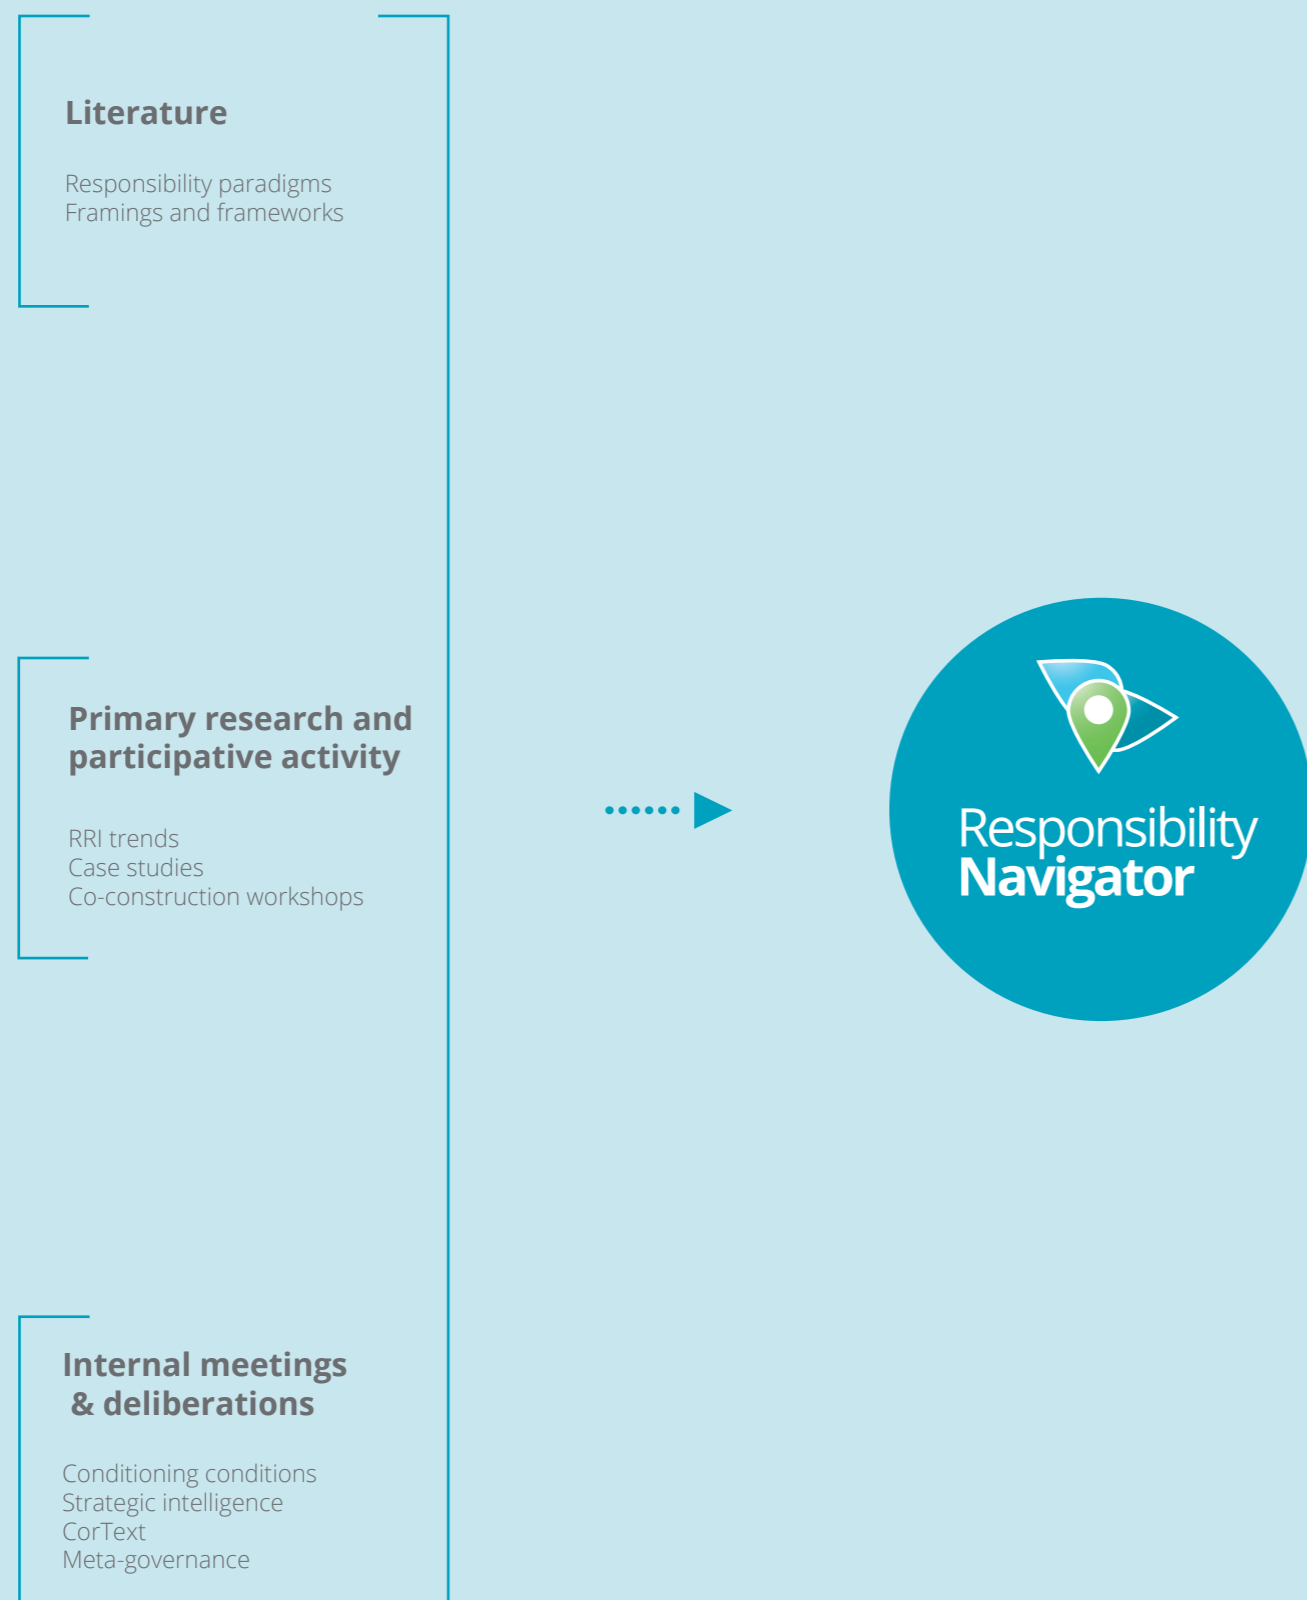 Literature
Responsibility paradigms
Framings and frameworks
Primary research and
participative activity
RRI trends
Case studies
Co-construction workshops
Responsibility
Navigator
Internal meetings
& deliberations
Conditioning conditions
Strategic intelligence
CorText
Meta-governance